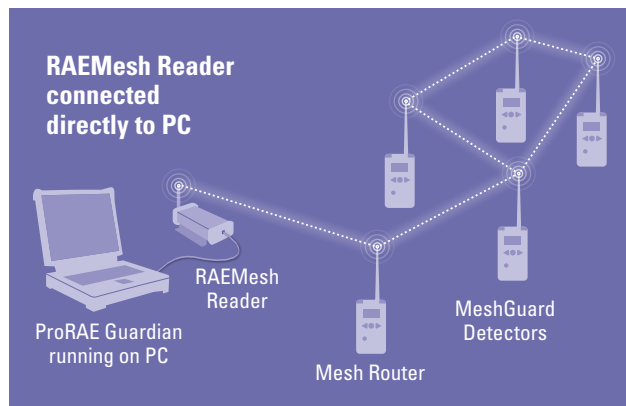 RAEMesh Reader
connected
directly to PC
RAEMesh
Reader
ProRAE Guardian
running on PC
Mesh Router
MeshGuard
Detectors